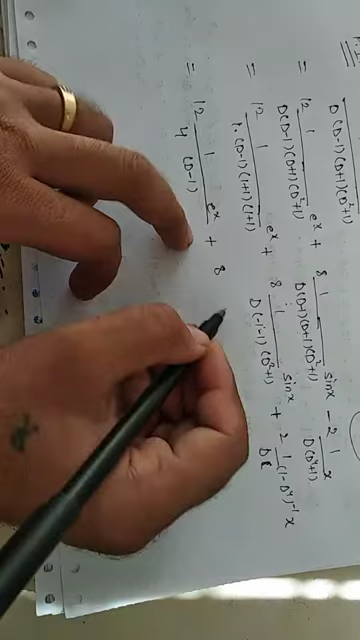 D(D-1)(D+1)(D²+1)
= 12 1/D(D-1)(D+1)(D²+1) eˣ + 8 1/D(D-1)(D+1)(D²+1) sinx - 2 1/D(D⁴-1) x
= 12 1/1·(D-1)(1+1)(1+1) eˣ + 8 1/D(-1-1)(D²+1) sinx + 2 1/D (1-D⁴)⁻¹ x
= 12/4 1/(D-1) eˣ + 8